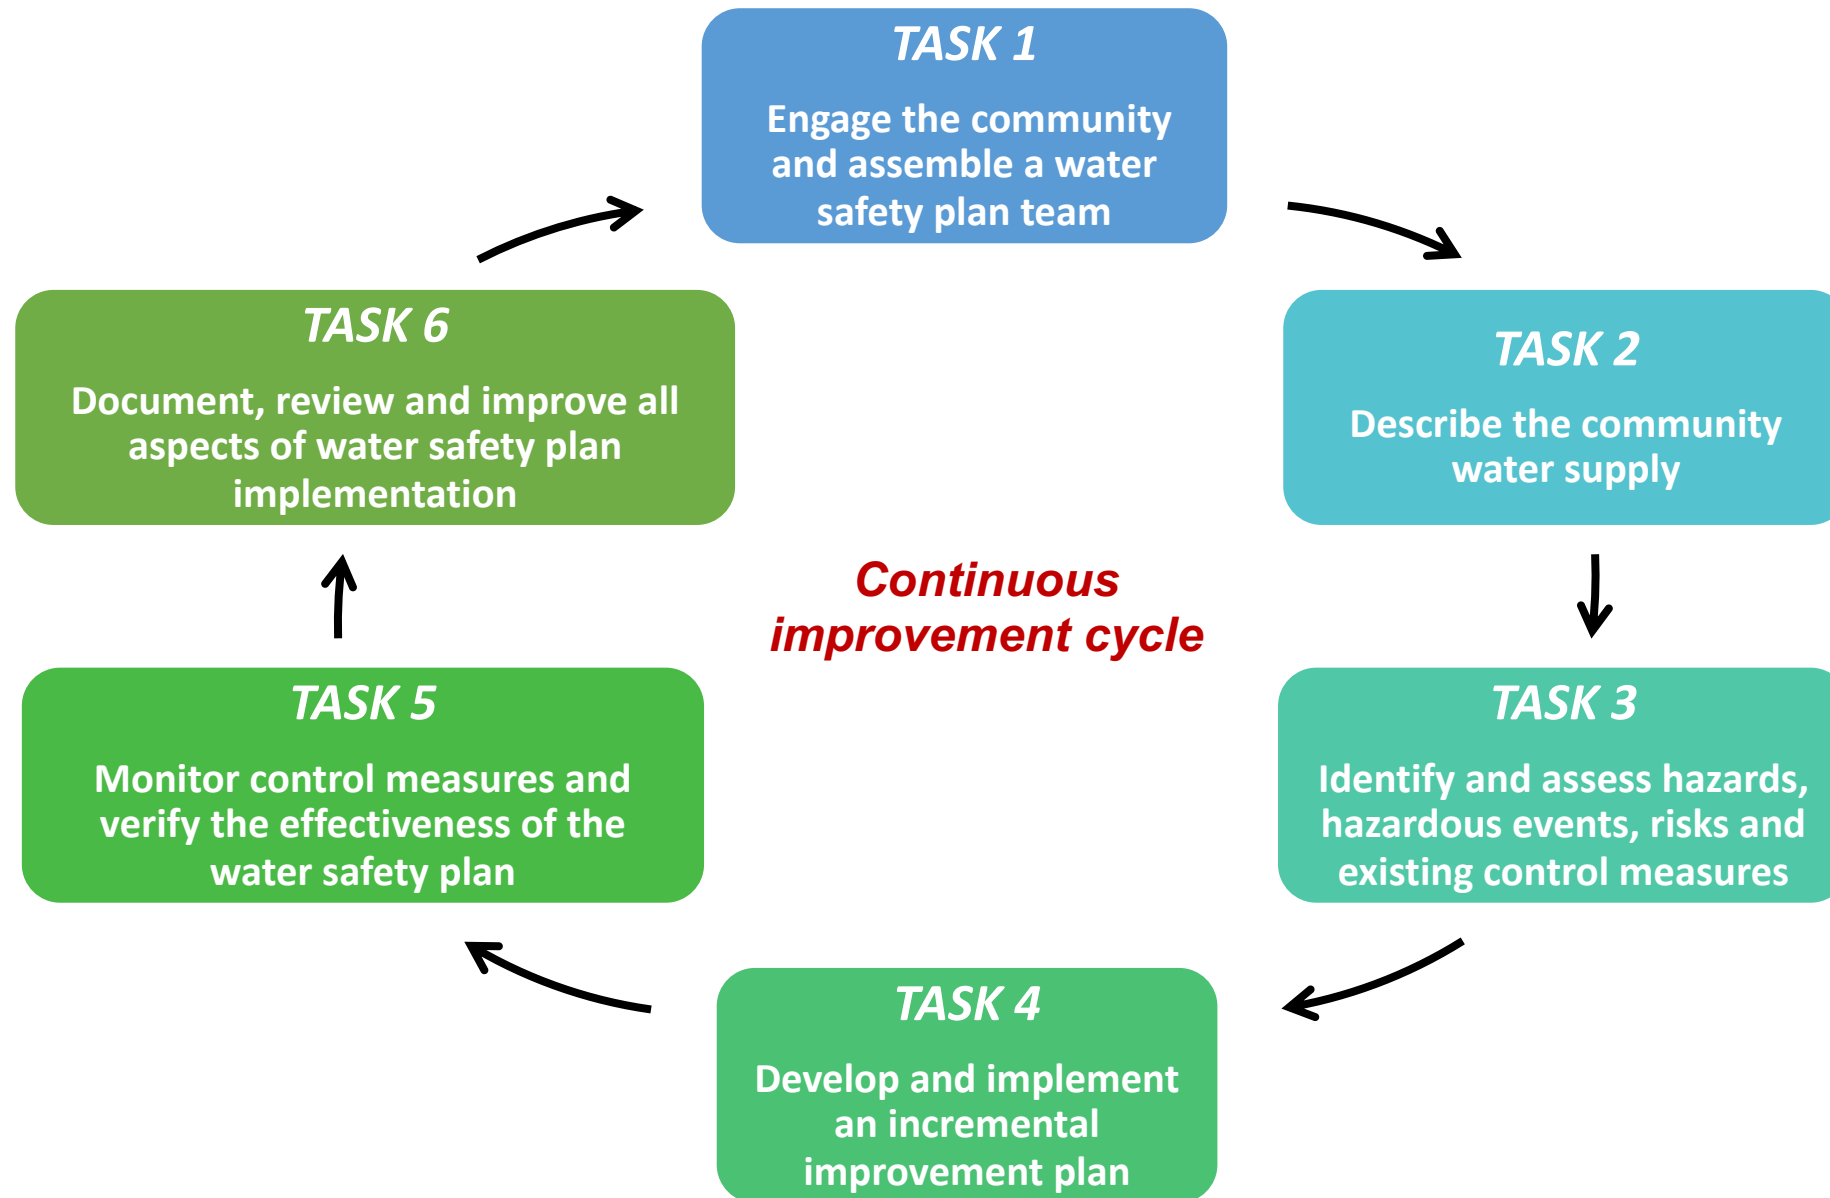 TASK 1
Engage the community
and assemble a water
safety plan team
TASK 2
Describe the community
water supply
TASK 3
Identify and assess hazards,
hazardous events, risks and
existing control measures
TASK 4
Develop and implement
an incremental
improvement plan
TASK 5
Monitor control measures and
verify the effectiveness of the
water safety plan
TASK 6
Document, review and improve all
aspects of water safety plan
implementation
Continuous
improvement cycle